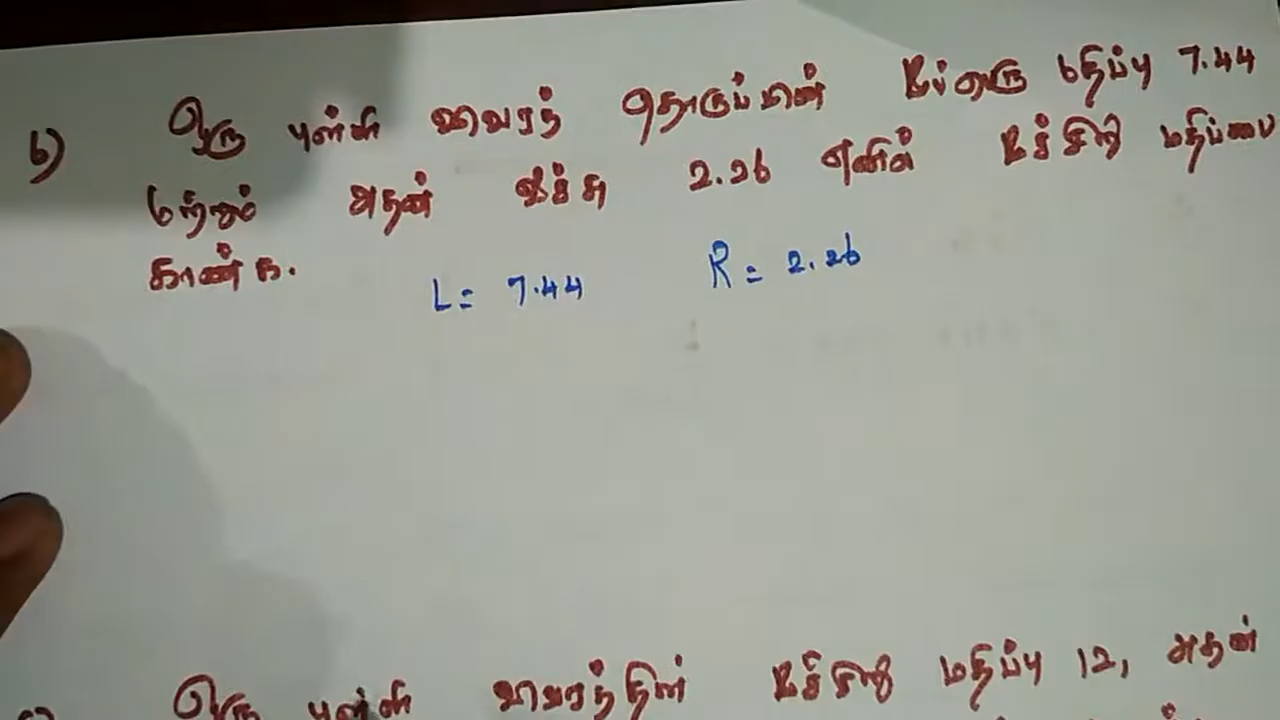 6) ஒரு புள்ளி விவரத் தொகுப்பின் மீப்பெரு மதிப்பு 7.44
மற்றும் அதன் வீச்சு 2.26 எனில் மீச்சிறு மதிப்பை
காண்க.
L = 7.44 R = 2.26
ஒரு புள்ளி விவரத்தின் மீச்சிறு மதிப்பு 12, அதன்